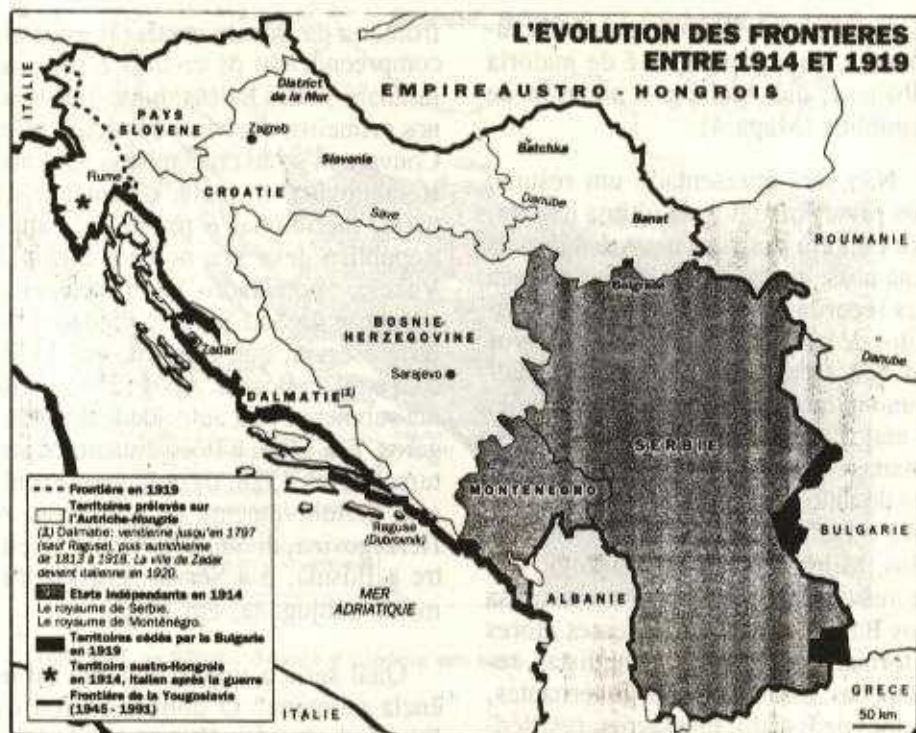 L'EVOLUTION DES FRONTIERES
ENTRE 1914 ET 1919
EMPIRE AUSTRO-HONGROIS
ITALIE
District
de la Mur
PAYS
SLOVENE
Zagreb
Slavonie
Batchka
Fiume
CROATIE
Save
Danube
Banat
ROUMANIE
Belgrade
BOSNIE-
HERZEGOVINE
Zadar
Sarajevo
Danube
DALMATIE(1)
SERBIE
MONTENEGRO
Raguse
(Dubrovnik)
BULGARIE
MER
ADRIATIQUE
ALBANIE
ITALIE
GRECE
50 km
Frontière en 1919
Territoires prélevés sur
l'Autriche-Hongrie
(1) Dalmatie: venitienne jusqu'en 1797
(sauf Raguse), puis autrichienne
de 1813 à 1918. La ville de Zadar
devient italienne en 1920.
Etats indépendants en 1914
Le royaume de Serbie.
Le royaume de Monténégro.
Territoires cédés par la Bulgarie
en 1919
Territoire austro-Hongrois
en 1914, Italien après la guerre
Frontière de la Yougoslavie
(1945 - 1991)